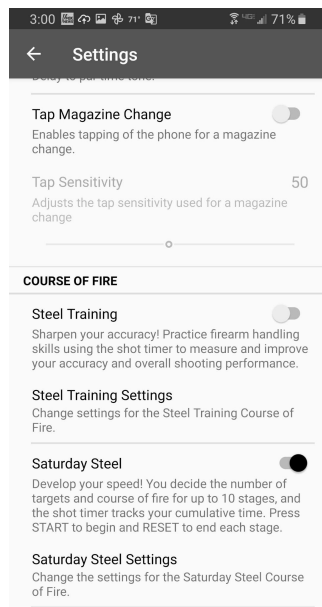 3:00 71° 4GE 71%
Settings
Delay to par time tone.
Tap Magazine Change
Enables tapping of the phone for a magazine
change.
Tap Sensitivity 50
Adjusts the tap sensitivity used for a magazine
change
COURSE OF FIRE
Steel Training
Sharpen your accuracy! Practice firearm handling
skills using the shot timer to measure and improve
your accuracy and overall shooting performance.
Steel Training Settings
Change settings for the Steel Training Course of
Fire.
Saturday Steel
Develop your speed! You decide the number of
targets and course of fire for up to 10 stages, and
the shot timer tracks your cumulative time. Press
START to begin and RESET to end each stage.
Saturday Steel Settings
Change the settings for the Saturday Steel Course
of Fire.